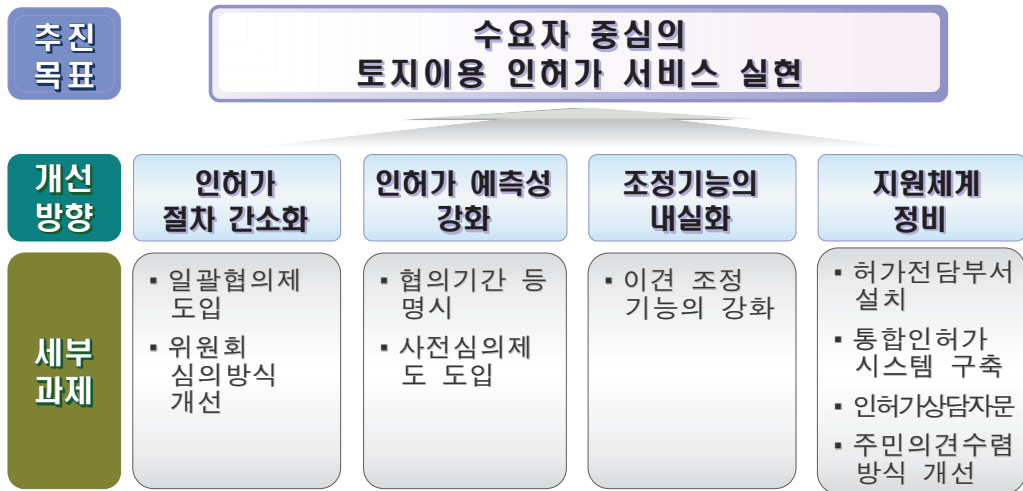 추진
목표
수요자 중심의
토지이용 인허가 서비스 실현
개선
방향
인허가
절차 간소화
인허가 예측성
강화
조정기능의
내실화
지원체계
정비
세부
과제
▪ 일괄협의제
도입
▪ 위원회
심의방식
개선
▪ 협의기간 등
명시
▪ 사전심의제
도 도입
▪ 이견 조정
기능의 강화
▪ 허가전담부서
설치
▪ 통합인허가
시스템 구축
▪ 인허가상담자문
▪ 주민의견수렴
방식 개선